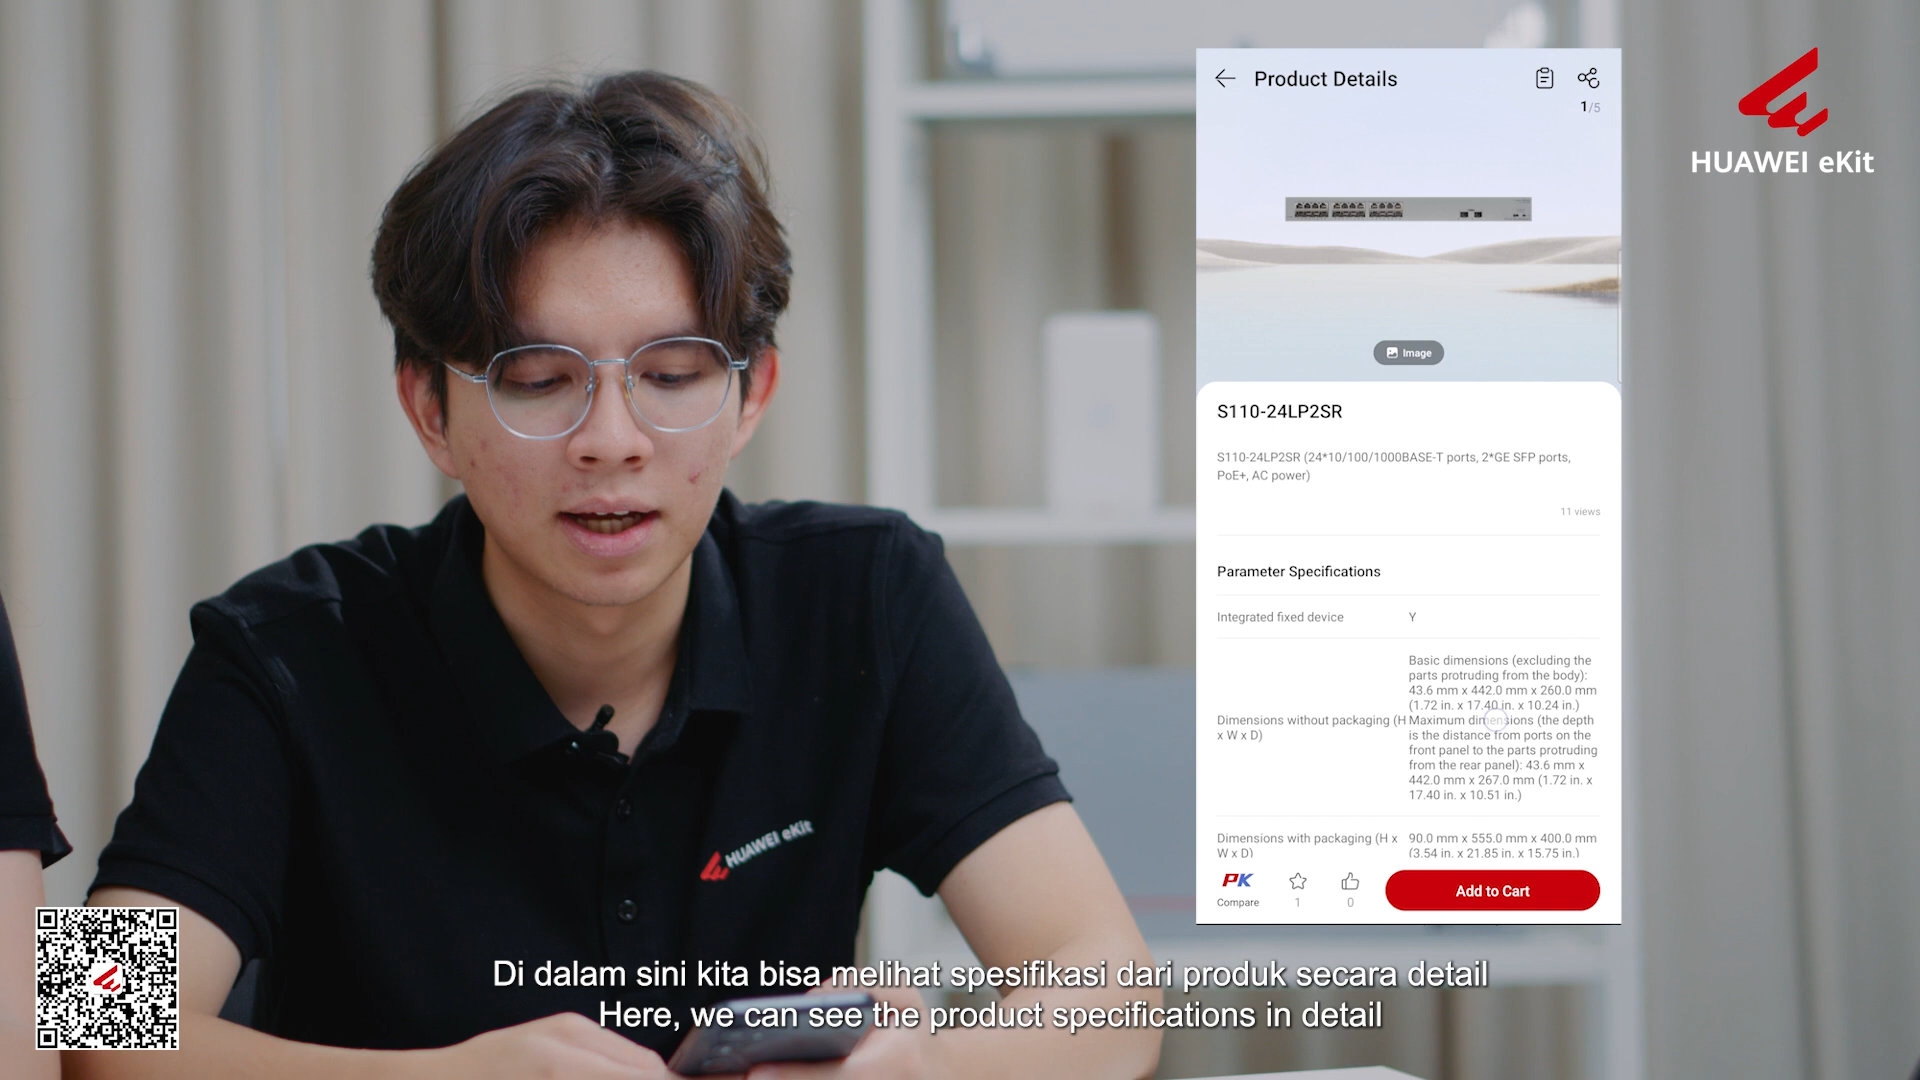 Product Details
1/5
HUAWEI eKit
Image
S110-24LP2SR
S110-24LP2SR (24*10/100/1000BASE-T ports, 2*GE SFP ports,
PoE+, AC power)
11 views
Parameter Specifications
Integrated fixed device Y
Dimensions without packaging (H
x W x D)
Basic dimensions (excluding the
parts protruding from the body):
43.6 mm x 442.0 mm x 260.0 mm
(1.72 in. x 17.40 in. x 10.24 in.)
Maximum dimensions (the depth
is the distance from ports on the
front panel to the parts protruding
from the rear panel): 43.6 mm x
442.0 mm x 267.0 mm (1.72 in. x
17.40 in. x 10.51 in.)
Dimensions with packaging (H x
W x D)
90.0 mm x 555.0 mm x 400.0 mm
(3.54 in. x 21.85 in. x 15.75 in.)
PK
Compare
1
0
Add to Cart
HUAWEI eKit
Di dalam sini kita bisa melihat spesifikasi dari produk secara detail
Here, we can see the product specifications in detail